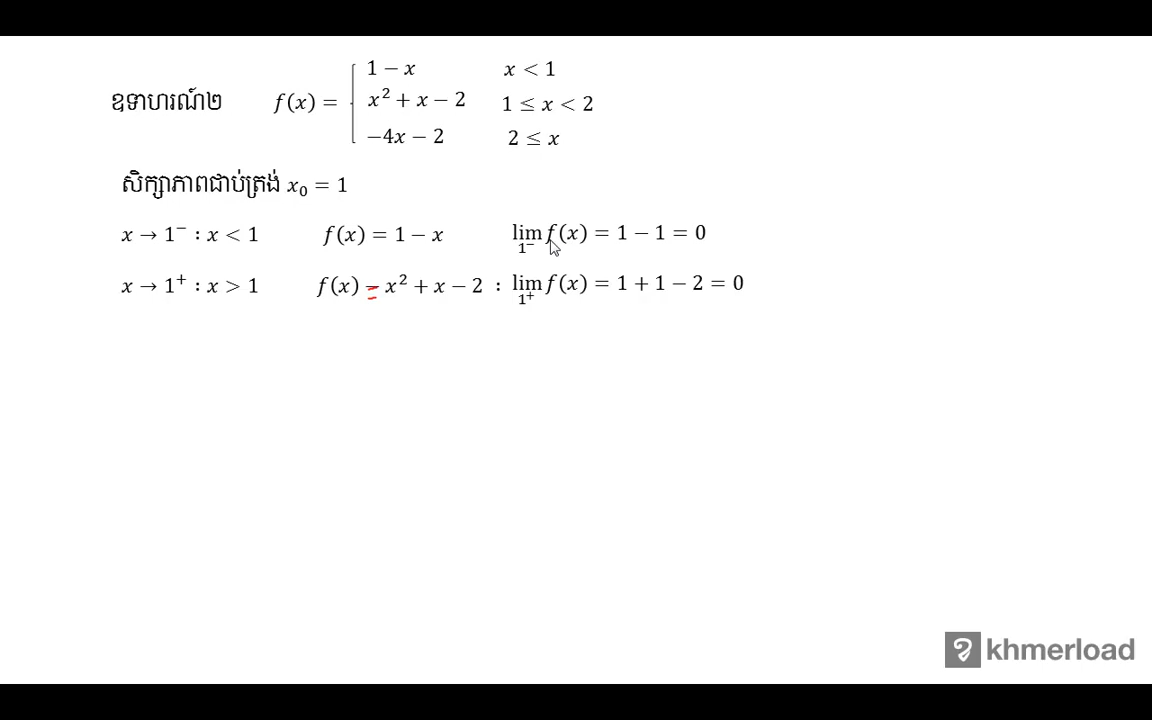 ឧទាហរណ៍២ f(x) = { 1 − x x < 1
x² + x − 2 1 ≤ x < 2
−4x − 2 2 ≤ x
សិក្សាភាពជាប់ត្រង់ x₀ = 1
x → 1⁻ : x < 1 f(x) = 1 − x lim 1⁻ f(x) = 1 − 1 = 0
x → 1⁺ : x > 1 f(x) = x² + x − 2 : lim 1⁺ f(x) = 1 + 1 − 2 = 0
khmerload